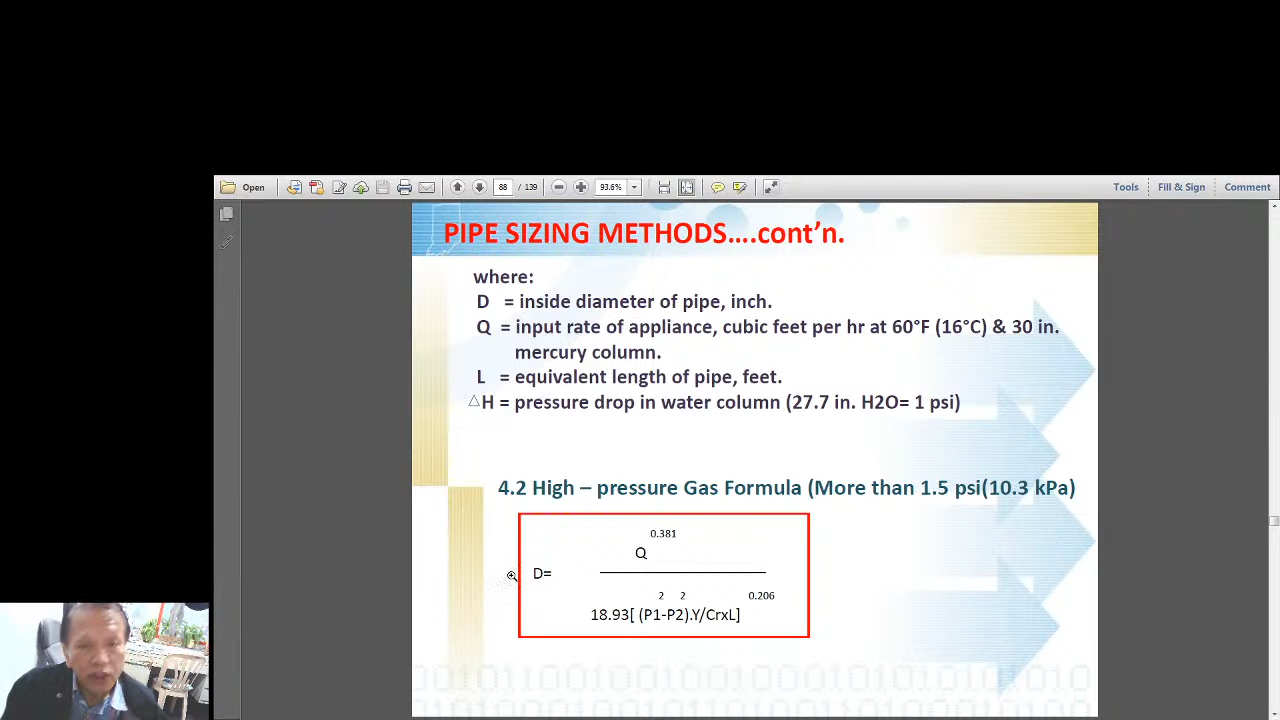 Open
88 / 139
93.6%
Tools
Fill & Sign
Comment
PIPE SIZING METHODS....cont'n.
where:
D = inside diameter of pipe, inch.
Q = input rate of appliance, cubic feet per hr at 60°F (16°C) & 30 in.
mercury column.
L = equivalent length of pipe, feet.
△H = pressure drop in water column (27.7 in. H2O= 1 psi)
4.2 High – pressure Gas Formula (More than 1.5 psi(10.3 kPa)
0.381
Q
D=
2 2 0.206
18.93[ (P1-P2).Y/CrxL]